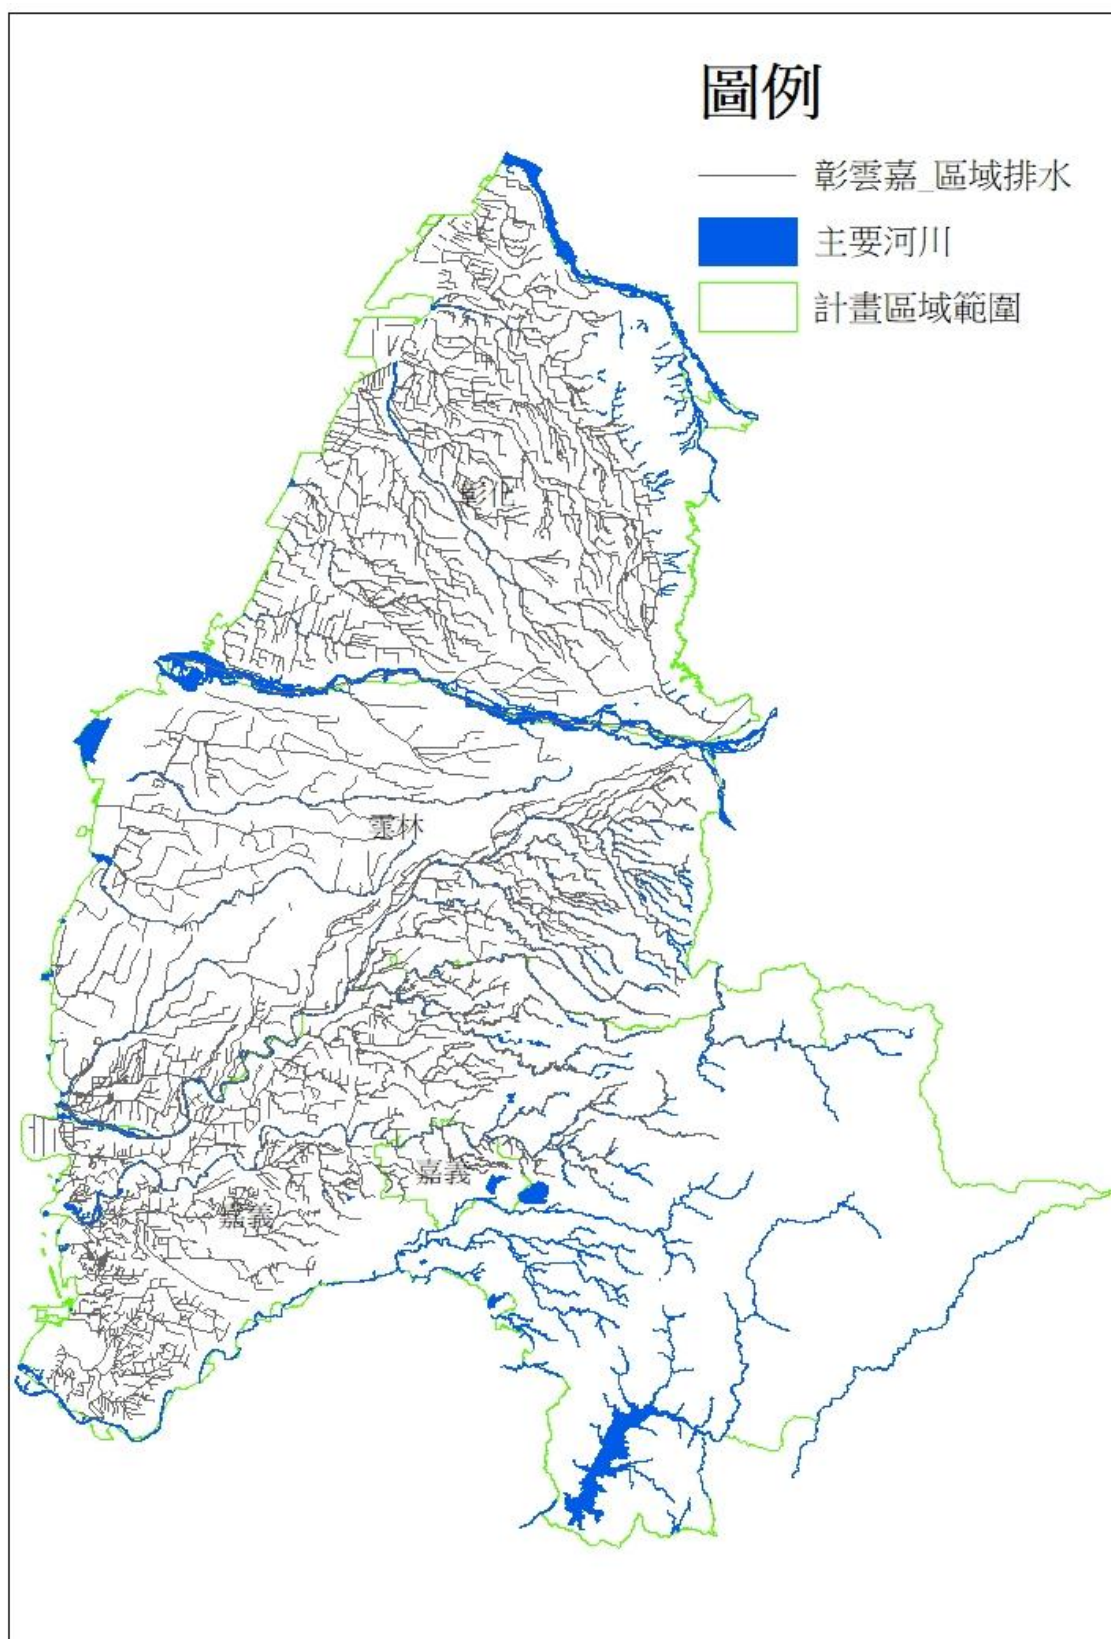 圖例
彰雲嘉_區域排水
主要河川
計畫區域範圍
彰化
雲林
嘉義
嘉義